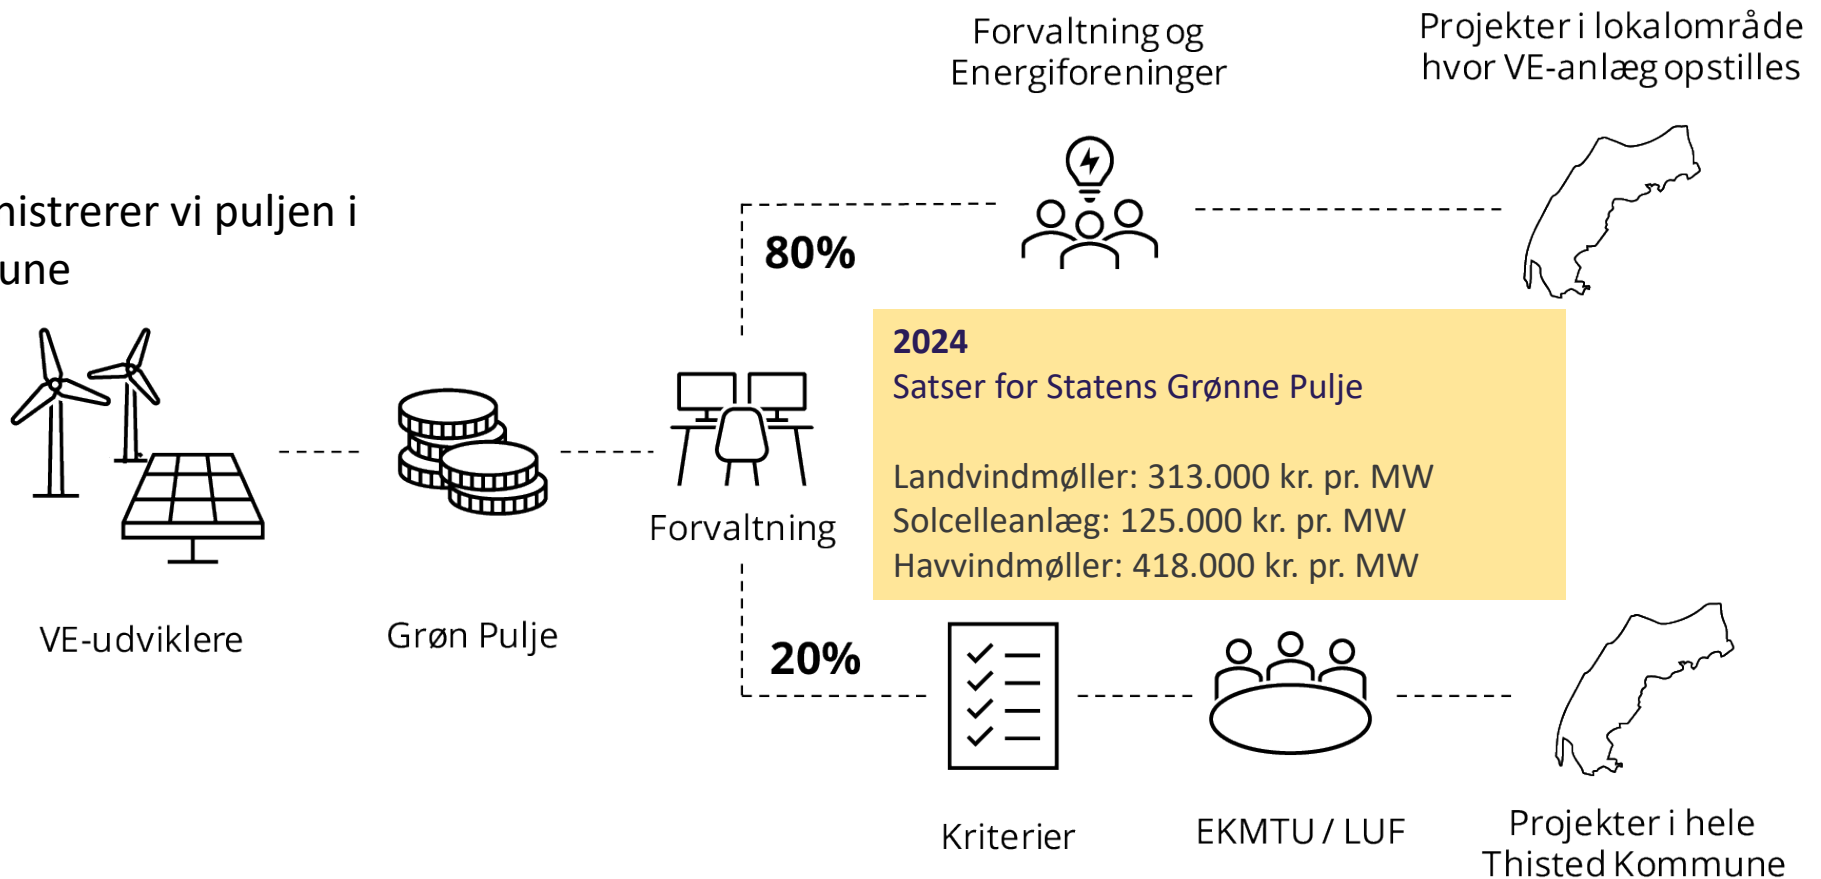 Forvaltning og
Energiforeninger
Projekter i lokalområde
hvor VE-anlæg opstilles
nistrerer vi puljen i
une
80%
2024
Satser for Statens Grønne Pulje
Landvindmøller: 313.000 kr. pr. MW
Solcelleanlæg: 125.000 kr. pr. MW
Havvindmøller: 418.000 kr. pr. MW
Forvaltning
VE-udviklere
Grøn Pulje
20%
Kriterier
EKMTU / LUF
Projekter i hele
Thisted Kommune